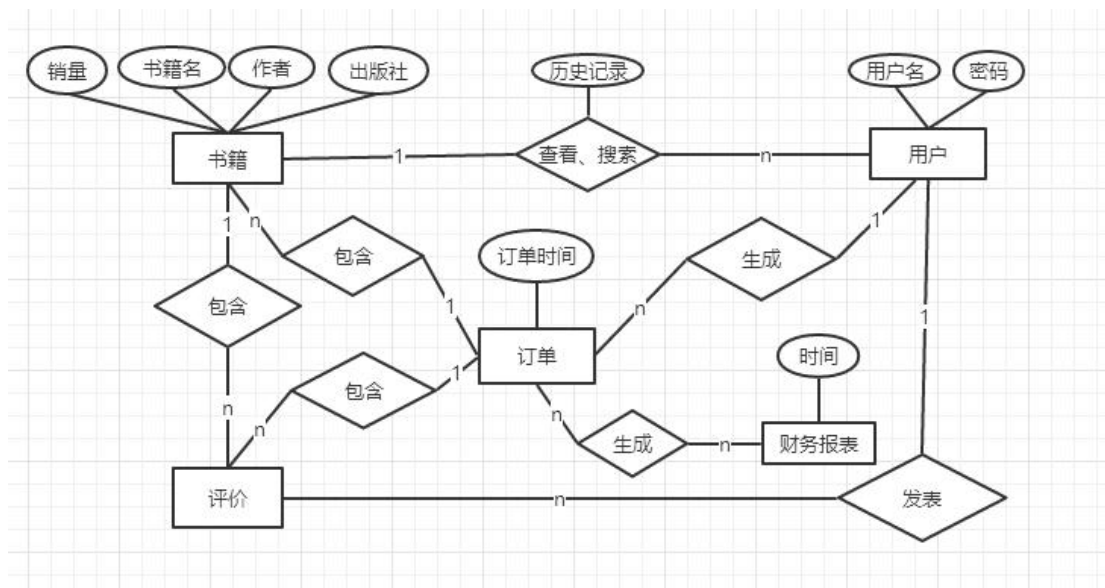 销量
书籍名
作者
出版社
历史记录
用户名
密码
书籍
1
查看、搜索
n
用户
1
n
包含
订单时间
生成
1
包含
1
n
1
订单
时间
包含
1
n
n
n
生成
n
财务报表
评价
n
发表